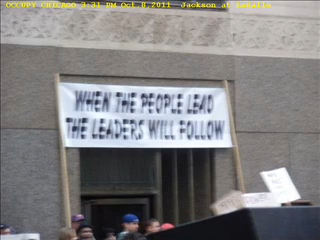 OCCUPY CHICAGO 3:31 PM Oct.8,2011 Jackson at LaSalle
WHEN THE PEOPLE LEAD
THE LEADERS WILL FOLLOW